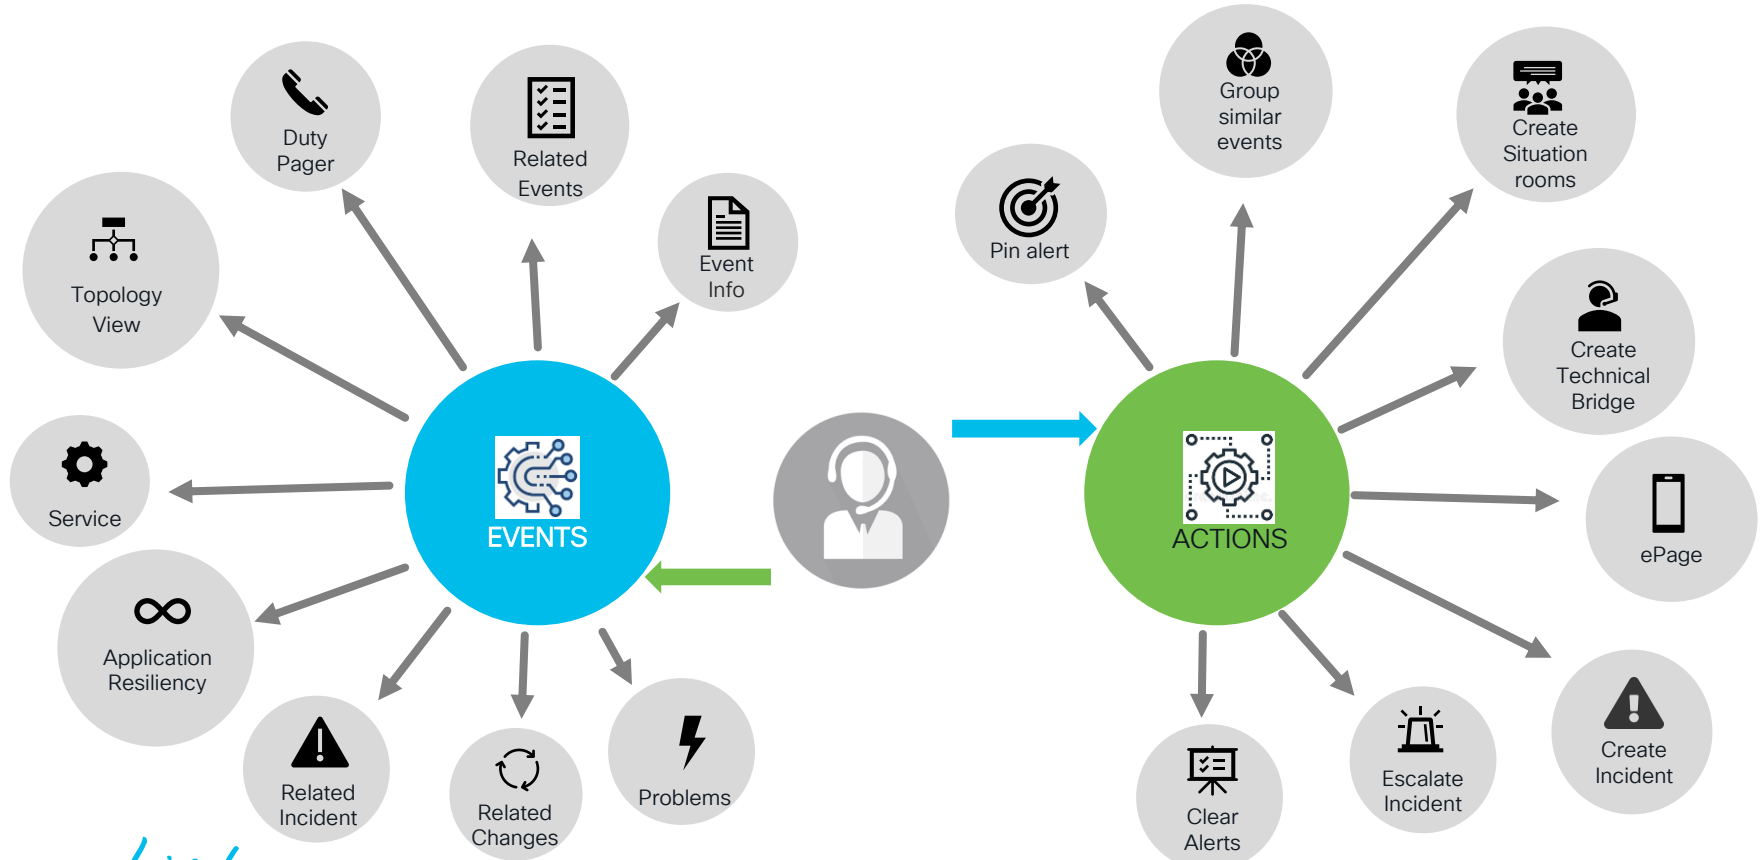 Duty
Pager
Related
Events
Event
Info
Topology
View
Service
EVENTS
Application
Resiliency
Related
Incident
Related
Changes
Problems
Group
similar
events
Create
Situation
rooms
Pin alert
Create
Technical
Bridge
ACTIONS
ePage
Create
Incident
Escalate
Incident
Clear
Alerts